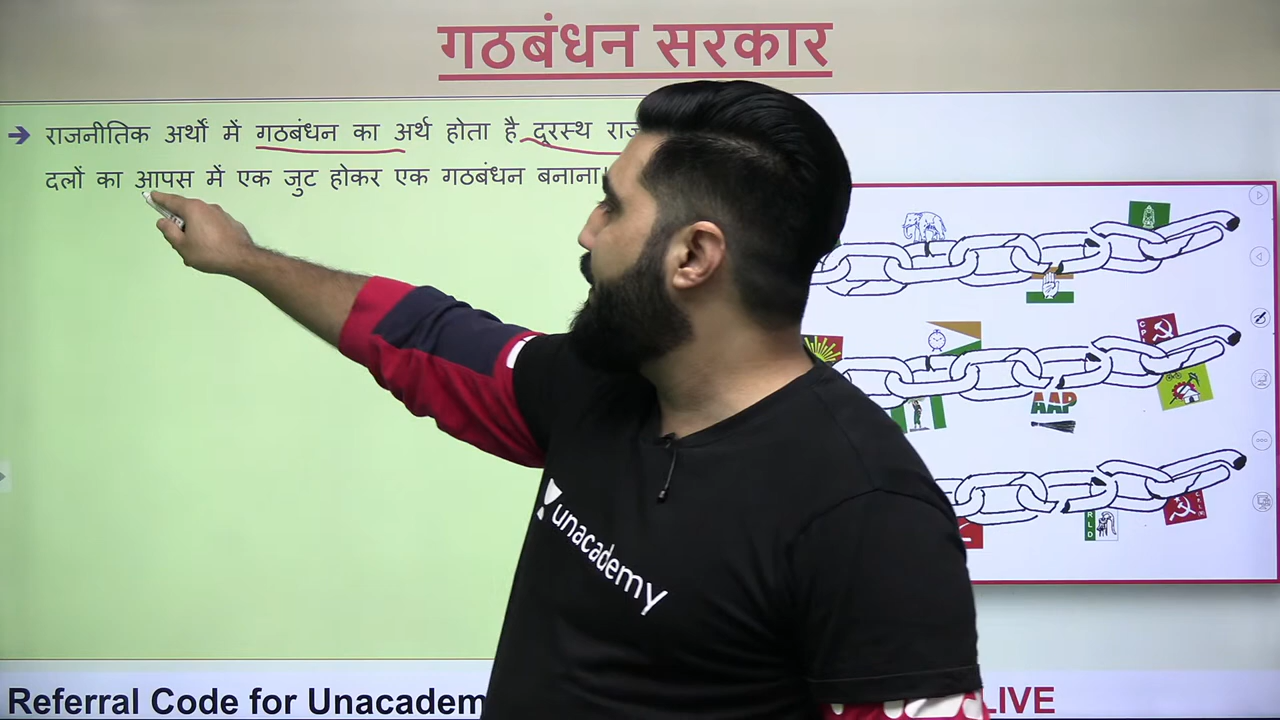 गठबंधन सरकार
राजनीतिक अर्थों में गठबंधन का अर्थ होता है दूरस्थ
दलों का आपस में एक जुट होकर एक गठबंधन बनाना।
AAP
RLD
unacademy
Referral Code for Unacadem
LIVE